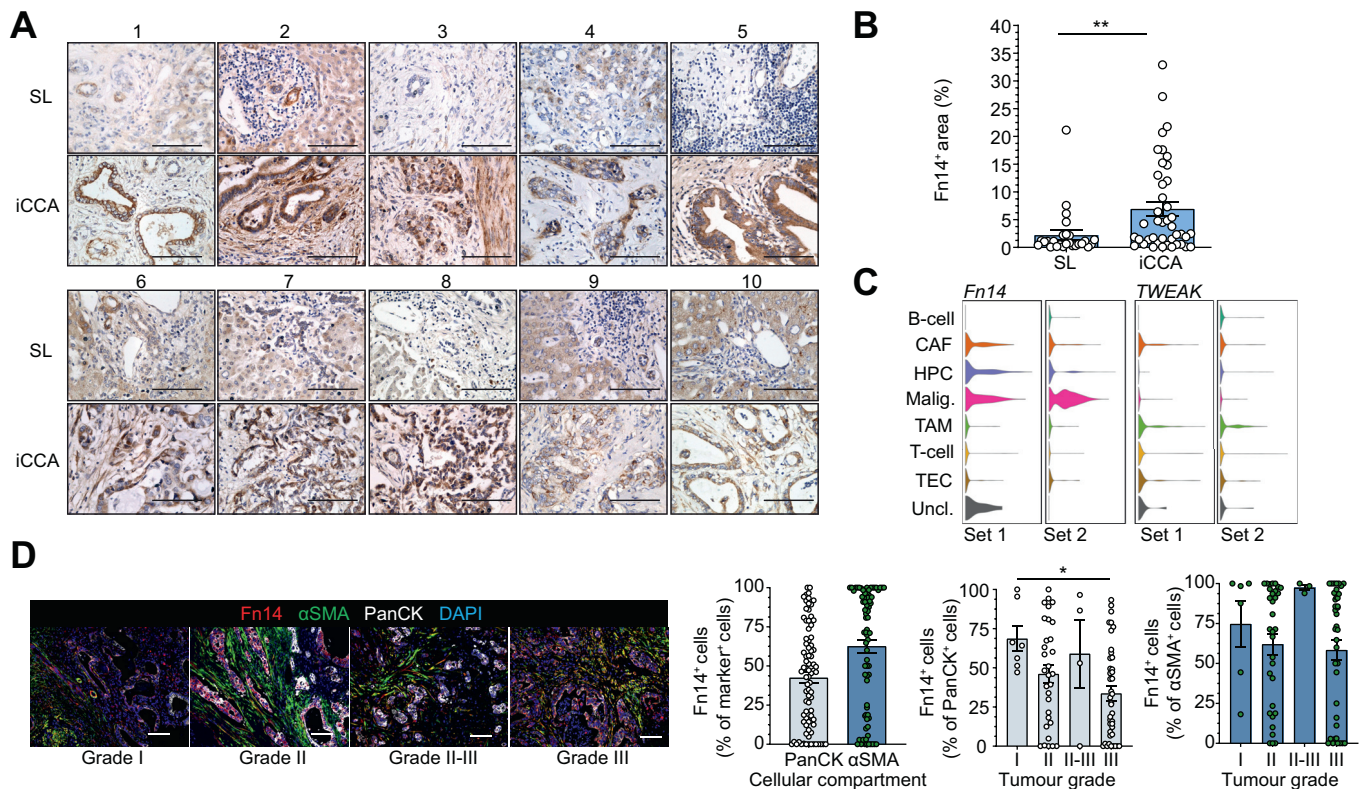 A
1 2 3 4 5
SL
iCCA
6 7 8 9 10
SL
iCCA
B
**
Fn14⁺ area (%)
40
35
30
25
20
15
10
5
0
SL iCCA
C
Fn14 TWEAK
B-cell
CAF
HPC
Malig.
TAM
T-cell
TEC
Uncl.
Set 1 Set 2 Set 1 Set 2
D
Fn14 αSMA PanCK DAPI
Grade I Grade II Grade II-III Grade III
Fn14⁺ cells
(% of marker⁺ cells)
100
75
50
25
0
PanCK αSMA
Cellular compartment
*
Fn14⁺ cells
(% of PanCK⁺ cells)
100
75
50
25
0
I II II-III III
Tumour grade
Fn14⁺ cells
(% of αSMA⁺ cells)
100
75
50
25
0
I II II-III III
Tumour grade